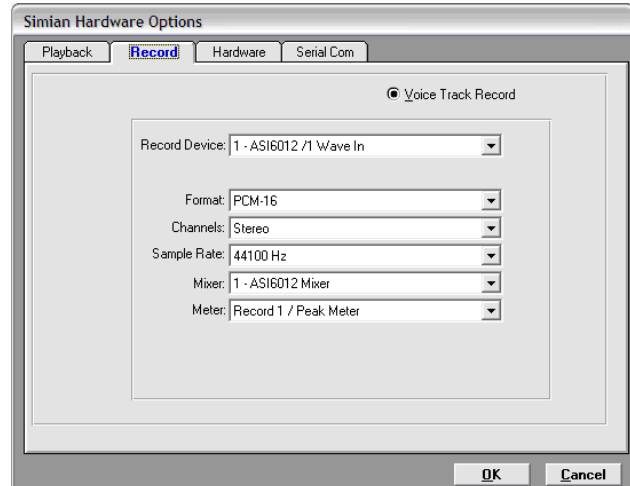 Simian Hardware Options
Playback Record Hardware Serial Com
Voice Track Record
Record Device: 1 - ASI6012 /1 Wave In
Format: PCM-16
Channels: Stereo
Sample Rate: 44100 Hz
Mixer: 1 - ASI6012 Mixer
Meter: Record 1 / Peak Meter
OK Cancel